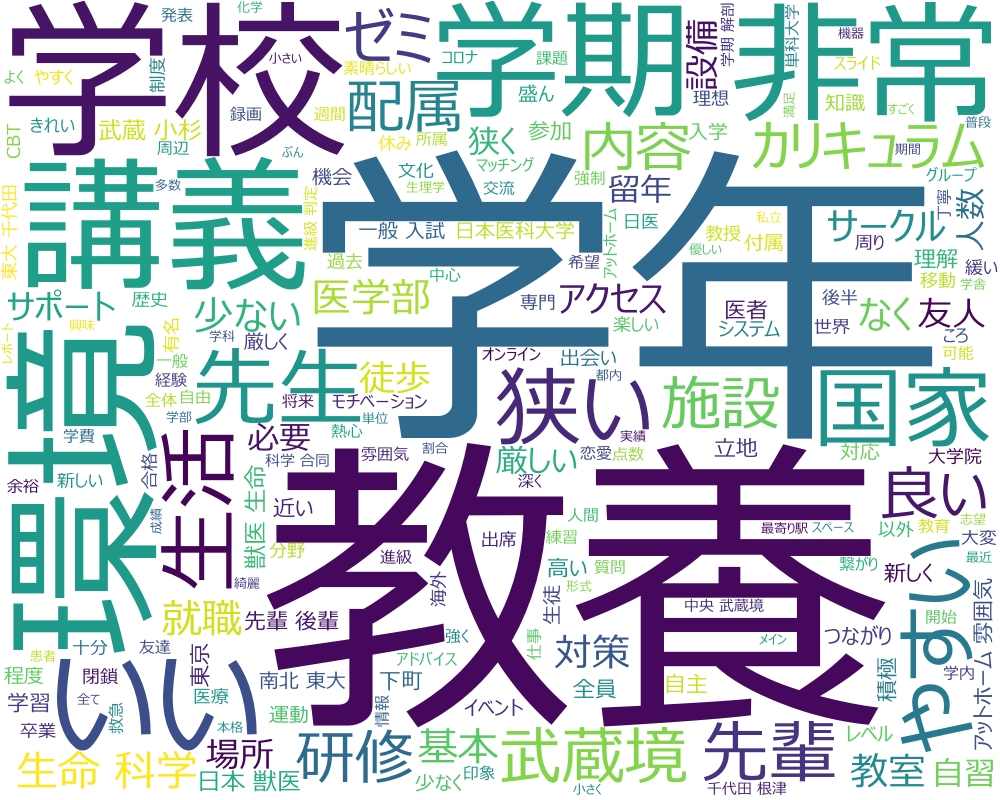 化学
発表
学校
ゼミ
学期
非常
小さい
コロナ
課題
設備
学期 解剖
単科大学
機器
素晴らしい
よく
やすく
制度
スライド
配属
盛ん
理想
知識
満足
すごく
録画
週間
CBT
きれい
武蔵 小杉
周辺
休み
所属
狭く
参加
内容
入学
カリキュラム
普段
ぶん
期間
講義
多数
機会
文化
マッチング
強制
グループ
生理学
交流
留年
学年
東大 千代田
進級 判定
一般 入試
日本医科大学
アットホーム
日医
教授
私立
付属
サークル
丁寧
人数
過去
優しい
周り
中心
希望
理解
緩い
サポート
歴史
少ない
医学部
専門
アクセス
医者
移動
学舎
後半
なく
友人
レポート
興味
有名
学科
厳しく
楽しい
システム
世界
ころ
環境
一般
先生
オンライン
出会い
可能
経験
徒歩
都内
狭い
施設
国家
全体
自由
将来
モチベーション
学部
熱心
単位
実績
学費
合格
生活
必要
雰囲気
科学 合同
割合
厳しい
恋愛
点数
立地
対応
大学院
余裕
新しい
近い
深く
良い
成績
獣医 生命
教養
人間
最寄り駅
スペース
以外
教育
志望
分野
出席
練習
大変
綺麗
進級
高い
質問
繋がり
最近
海外
形式
生徒
新しく
やすい
就職
先輩 後輩
中央 武蔵境
つながり
開始
アットホーム 雰囲気
十分
友達
強く
仕事
対策
患者
程度
閉鎖
東京
アドバイス
メイン
積極
学内
いい
南北 東大
下町
全員
自主
学習
全て
医療
情報
卒業
救急
運動
イベント
本格
レベル
生命 科学
場所
研修
基本
武蔵境
先輩
教室
自習
日本 獣医
少なく
印象
小さく
千代田 根津